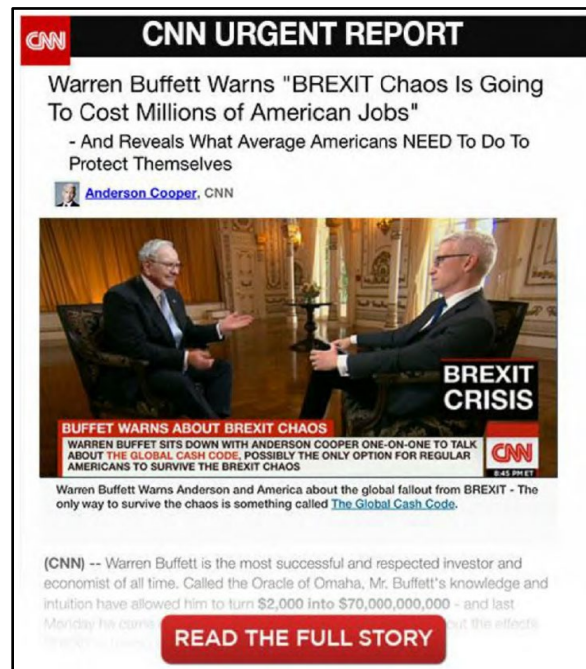 CNN
CNN URGENT REPORT
Warren Buffett Warns "BREXIT Chaos Is Going
To Cost Millions of American Jobs"
- And Reveals What Average Americans NEED To Do To
Protect Themselves
Anderson Cooper, CNN
BREXIT
CRISIS
BUFFET WARNS ABOUT BREXIT CHAOS
WARREN BUFFET SITS DOWN WITH ANDERSON COOPER ONE-ON-ONE TO TALK
ABOUT THE GLOBAL CASH CODE, POSSIBLY THE ONLY OPTION FOR REGULAR
AMERICANS TO SURVIVE THE BREXIT CHAOS
CNN
8:45 PM ET
Warren Buffett Warns Anderson and America about the global fallout from BREXIT - The
only way to survive the chaos is something called The Global Cash Code.
(CNN) -- Warren Buffett is the most successful and respected investor and
economist of all time. Called the Oracle of Omaha, Mr. Buffett's knowledge and
intuition have allowed him to turn $2,000 into $70,000,000,000 - and last
Monday he came out the effects
READ THE FULL STORY